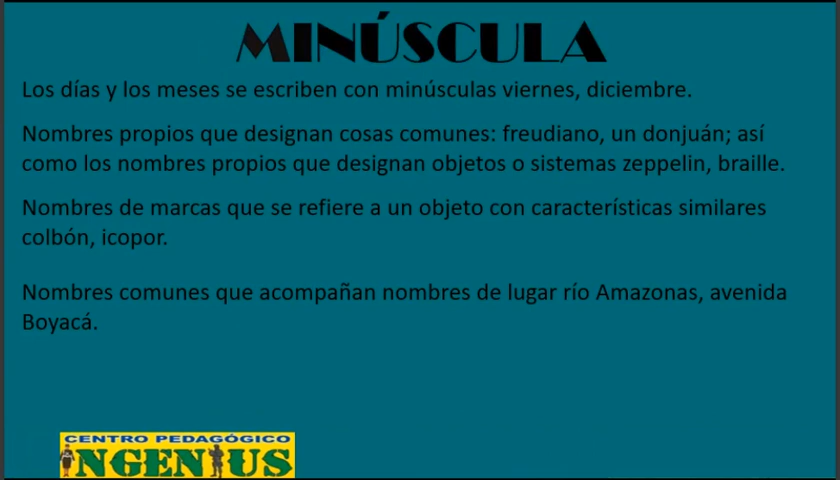 MINÚSCULA
Los días y los meses se escriben con minúsculas viernes, diciembre.
Nombres propios que designan cosas comunes: freudiano, un donjuán; así
como los nombres propios que designan objetos o sistemas zeppelin, braille.
Nombres de marcas que se refiere a un objeto con características similares
colbón, icopor.
Nombres comunes que acompañan nombres de lugar río Amazonas, avenida
Boyacá.
CENTRO PEDAGÓGICO
INGENIUS